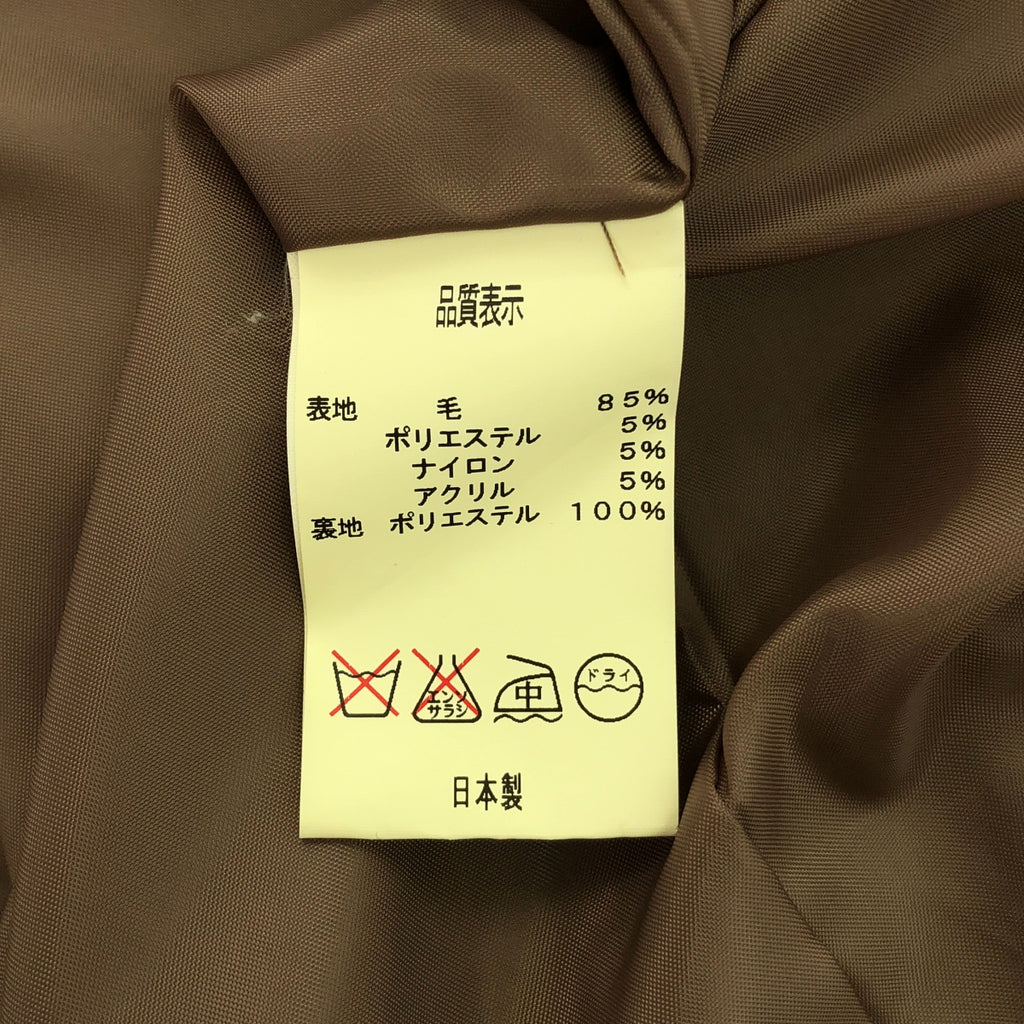 品質表示
表地 毛 85%
ポリエステル 5%
ナイロン 5%
アクリル 5%
裏地 ポリエステル 100%
エンソ
サラシ
中
ドライ
日本製